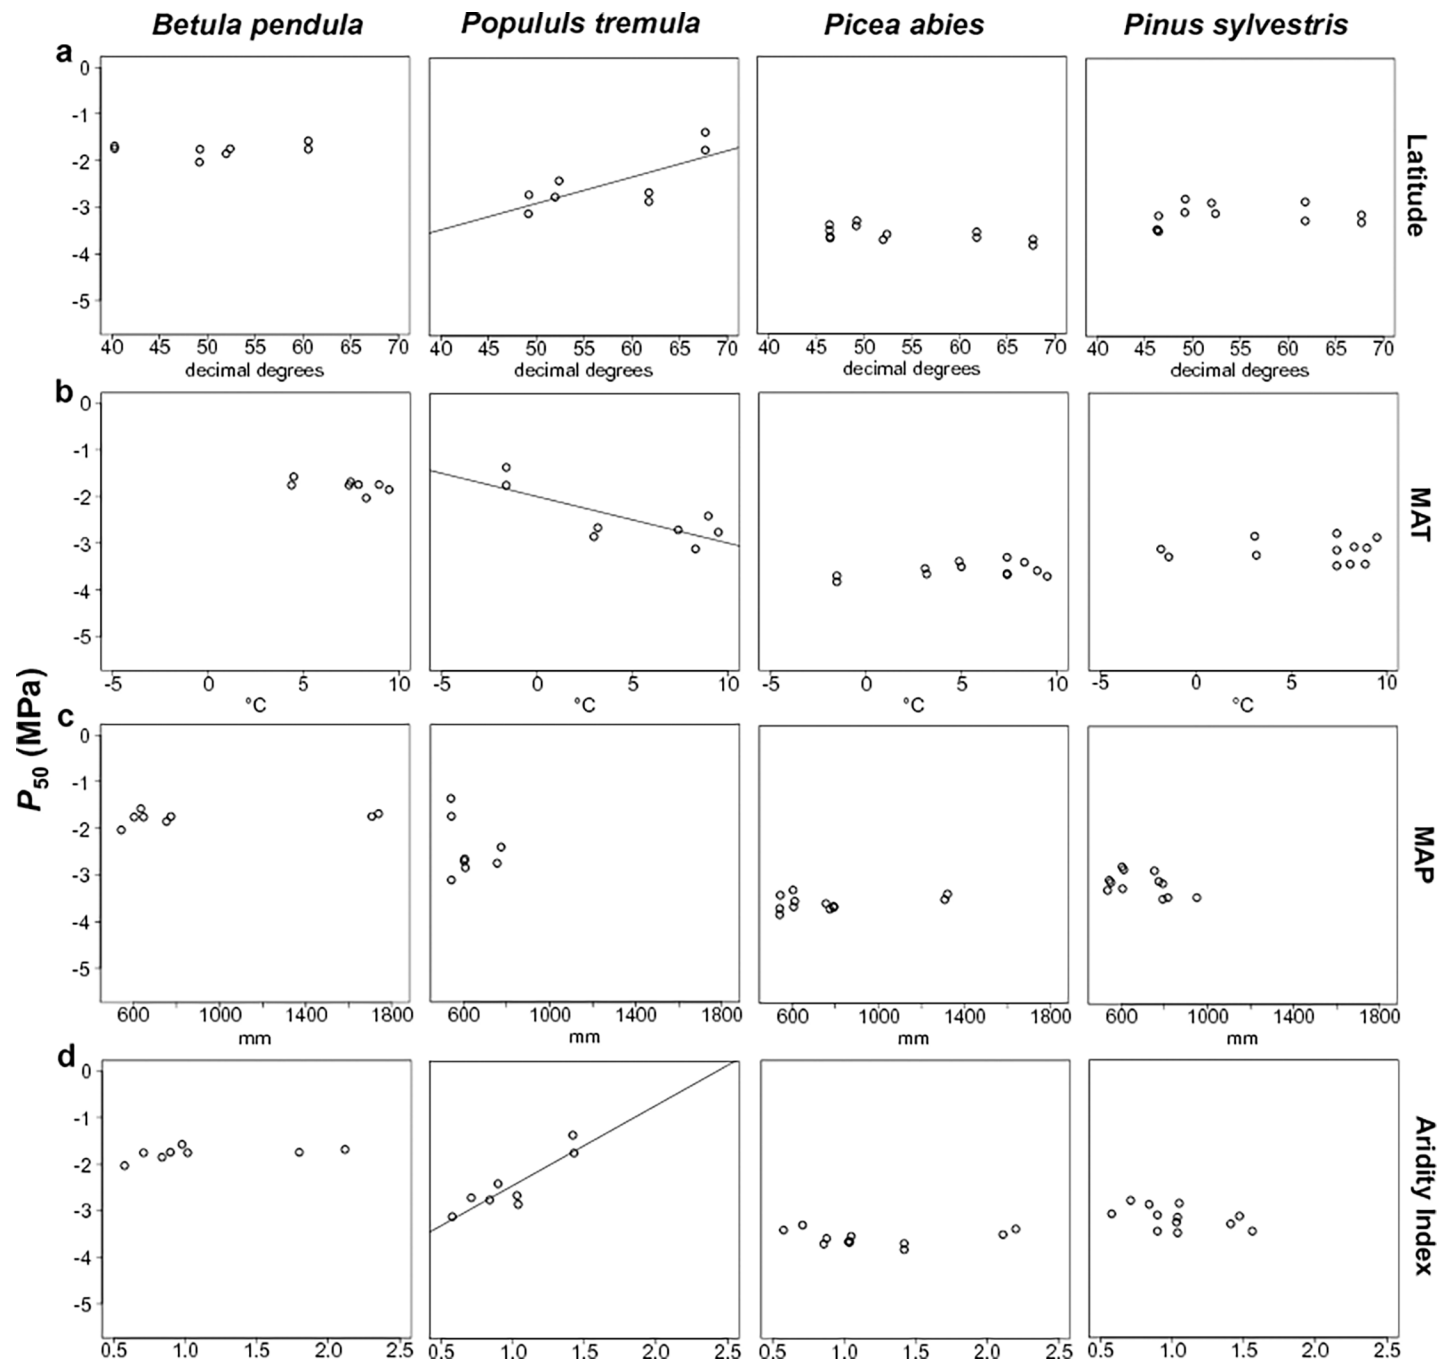 Betula pendula Popululs tremula Picea abies Pinus sylvestris
a
0
-1
-2
-3
-4
-5
40 45 50 55 60 65 70 40 45 50 55 60 65 70 40 45 50 55 60 65 70 40 45 50 55 60 65 70
decimal degrees decimal degrees decimal degrees decimal degrees
Latitude
b
0
-1
-2
-3
-4
-5
-5 0 5 10 -5 0 5 10 -5 0 5 10 -5 0 5 10
°C °C °C °C
MAT
P50 (MPa)
c
0
-1
-2
-3
-4
-5
600 1000 1400 1800 600 1000 1400 1800 600 1000 1400 1800 600 1000 1400 1800
mm mm mm mm
MAP
d
0
-1
-2
-3
-4
-5
0.5 1.0 1.5 2.0 2.5 0.5 1.0 1.5 2.0 2.5 0.5 1.0 1.5 2.0 2.5 0.5 1.0 1.5 2.0 2.5
Aridity Index